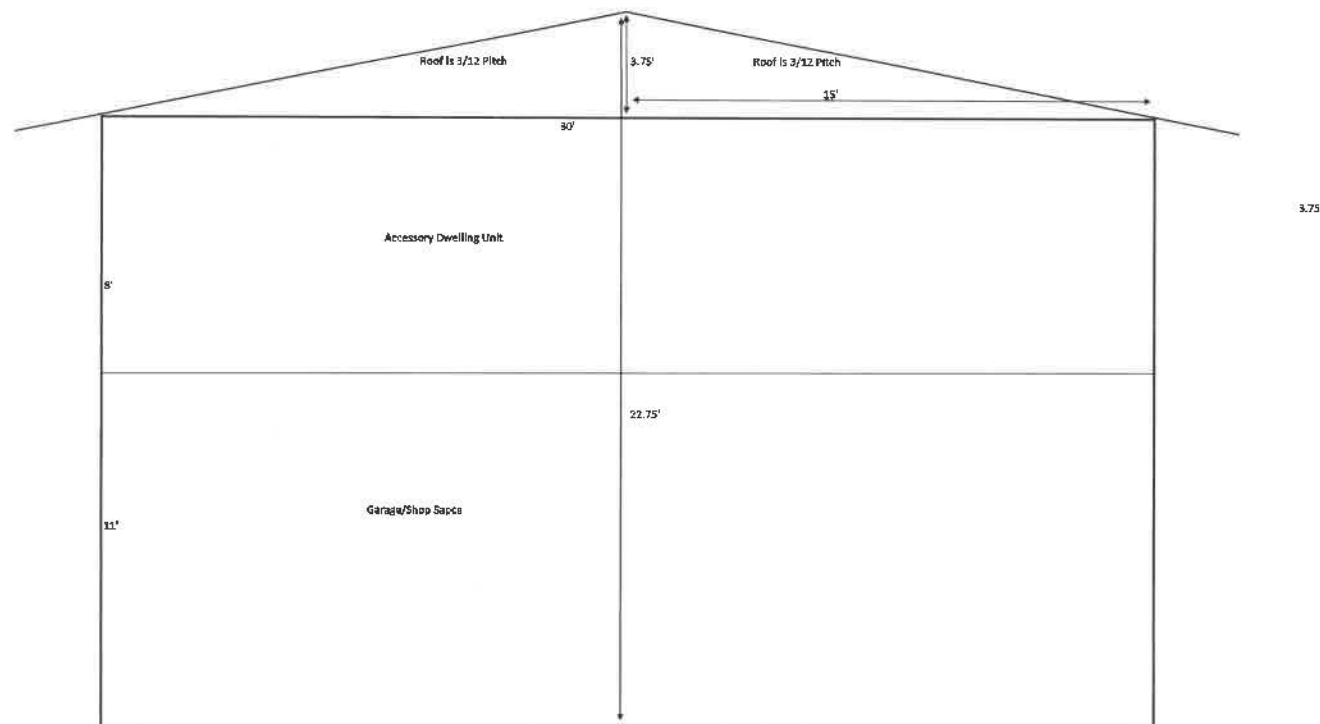 Roof is 3/12 Pitch
3.75'
Roof is 3/12 Pitch
15'
30'
3.75
Accessory Dwelling Unit
8'
22.75'
Garage/Shop Sapce
11'